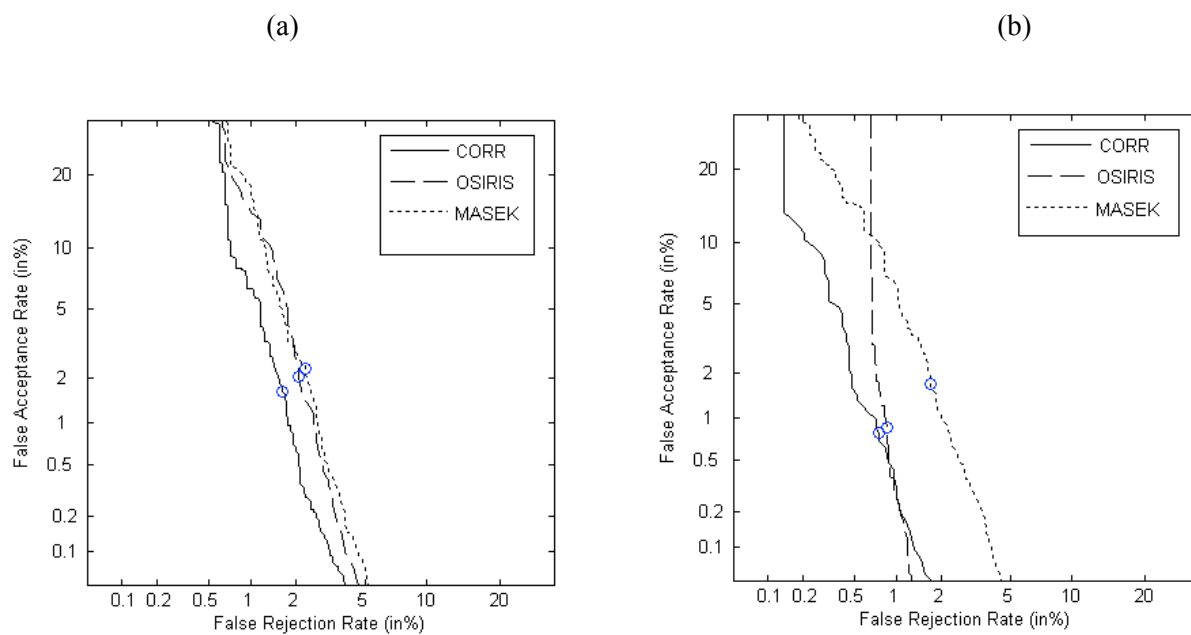 (a)
(b)
CORR
OSIRIS
MASEK
20
10
5
2
1
0.5
0.2
0.1
False Acceptance Rate (in%)
0.1 0.2 0.5 1 2 5 10 20
False Rejection Rate (in%)
CORR
OSIRIS
MASEK
20
10
5
2
1
0.5
0.2
0.1
False Acceptance Rate (in%)
0.1 0.2 0.5 1 2 5 10 20
False Rejection Rate (in%)